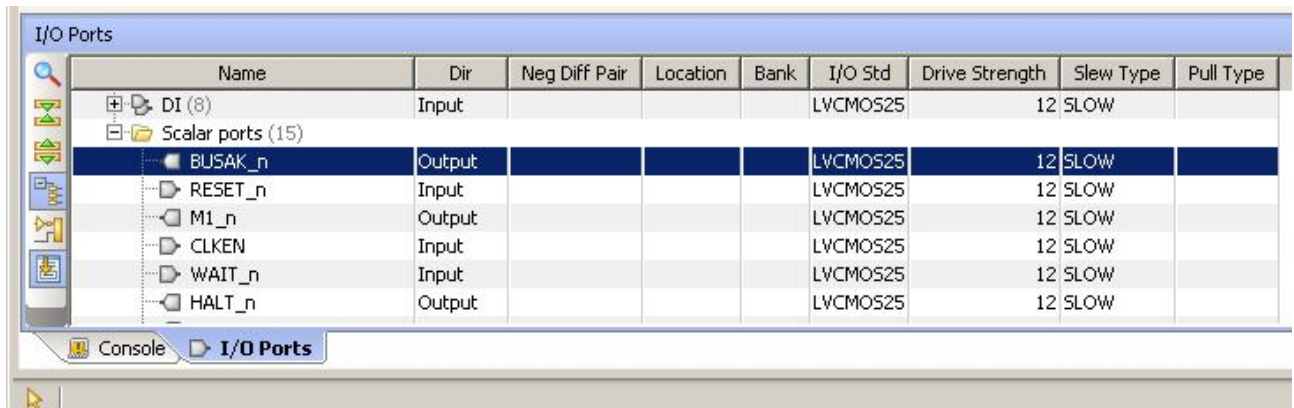 I/O Ports
Name Dir Neg Diff Pair Location Bank I/O Std Drive Strength Slew Type Pull Type
DI (8) Input LVCMOS25 12 SLOW
Scalar ports (15)
BUSAK_n Output LVCMOS25 12 SLOW
RESET_n Input LVCMOS25 12 SLOW
M1_n Output LVCMOS25 12 SLOW
CLKEN Input LVCMOS25 12 SLOW
WAIT_n Input LVCMOS25 12 SLOW
HALT_n Output LVCMOS25 12 SLOW
Console I/O Ports